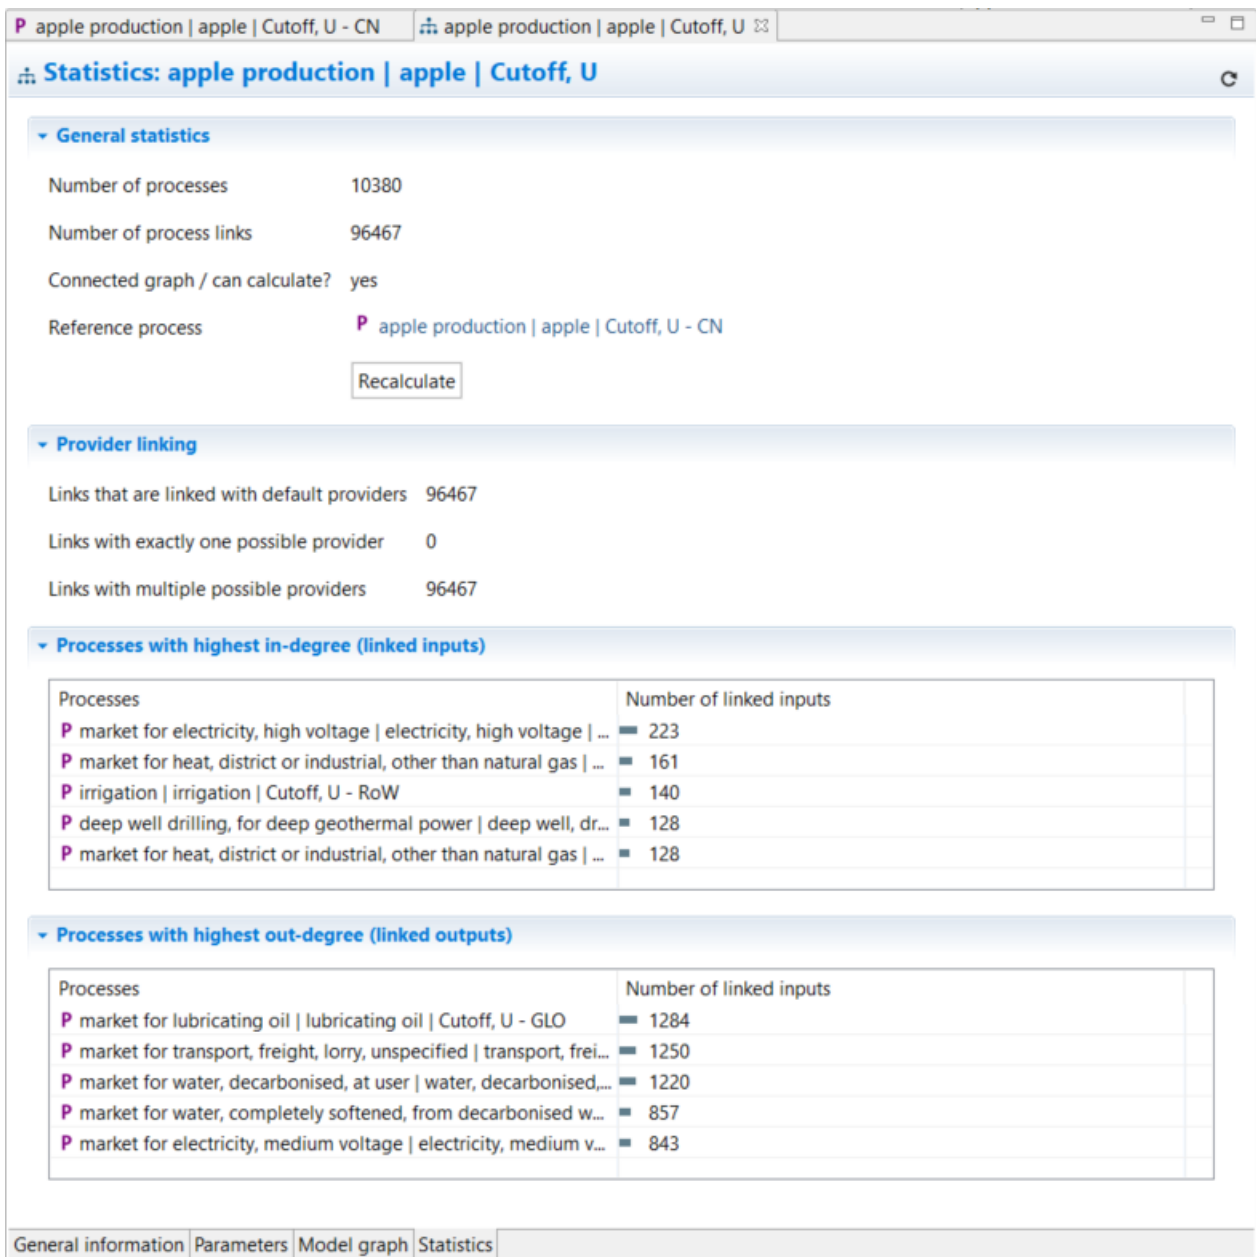 P apple production | apple | Cutoff, U - CN
apple production | apple | Cutoff, U
Statistics: apple production | apple | Cutoff, U
General statistics
Number of processes 10380
Number of process links 96467
Connected graph / can calculate? yes
Reference process P apple production | apple | Cutoff, U - CN
Recalculate
Provider linking
Links that are linked with default providers 96467
Links with exactly one possible provider 0
Links with multiple possible providers 96467
Processes with highest in-degree (linked inputs)
Processes Number of linked inputs
P market for electricity, high voltage | electricity, high voltage | ... 223
P market for heat, district or industrial, other than natural gas | ... 161
P irrigation | irrigation | Cutoff, U - RoW 140
P deep well drilling, for deep geothermal power | deep well, dr... 128
P market for heat, district or industrial, other than natural gas | ... 128
Processes with highest out-degree (linked outputs)
Processes Number of linked inputs
P market for lubricating oil | lubricating oil | Cutoff, U - GLO 1284
P market for transport, freight, lorry, unspecified | transport, frei... 1250
P market for water, decarbonised, at user | water, decarbonised,... 1220
P market for water, completely softened, from decarbonised w... 857
P market for electricity, medium voltage | electricity, medium v... 843
General information Parameters Model graph Statistics